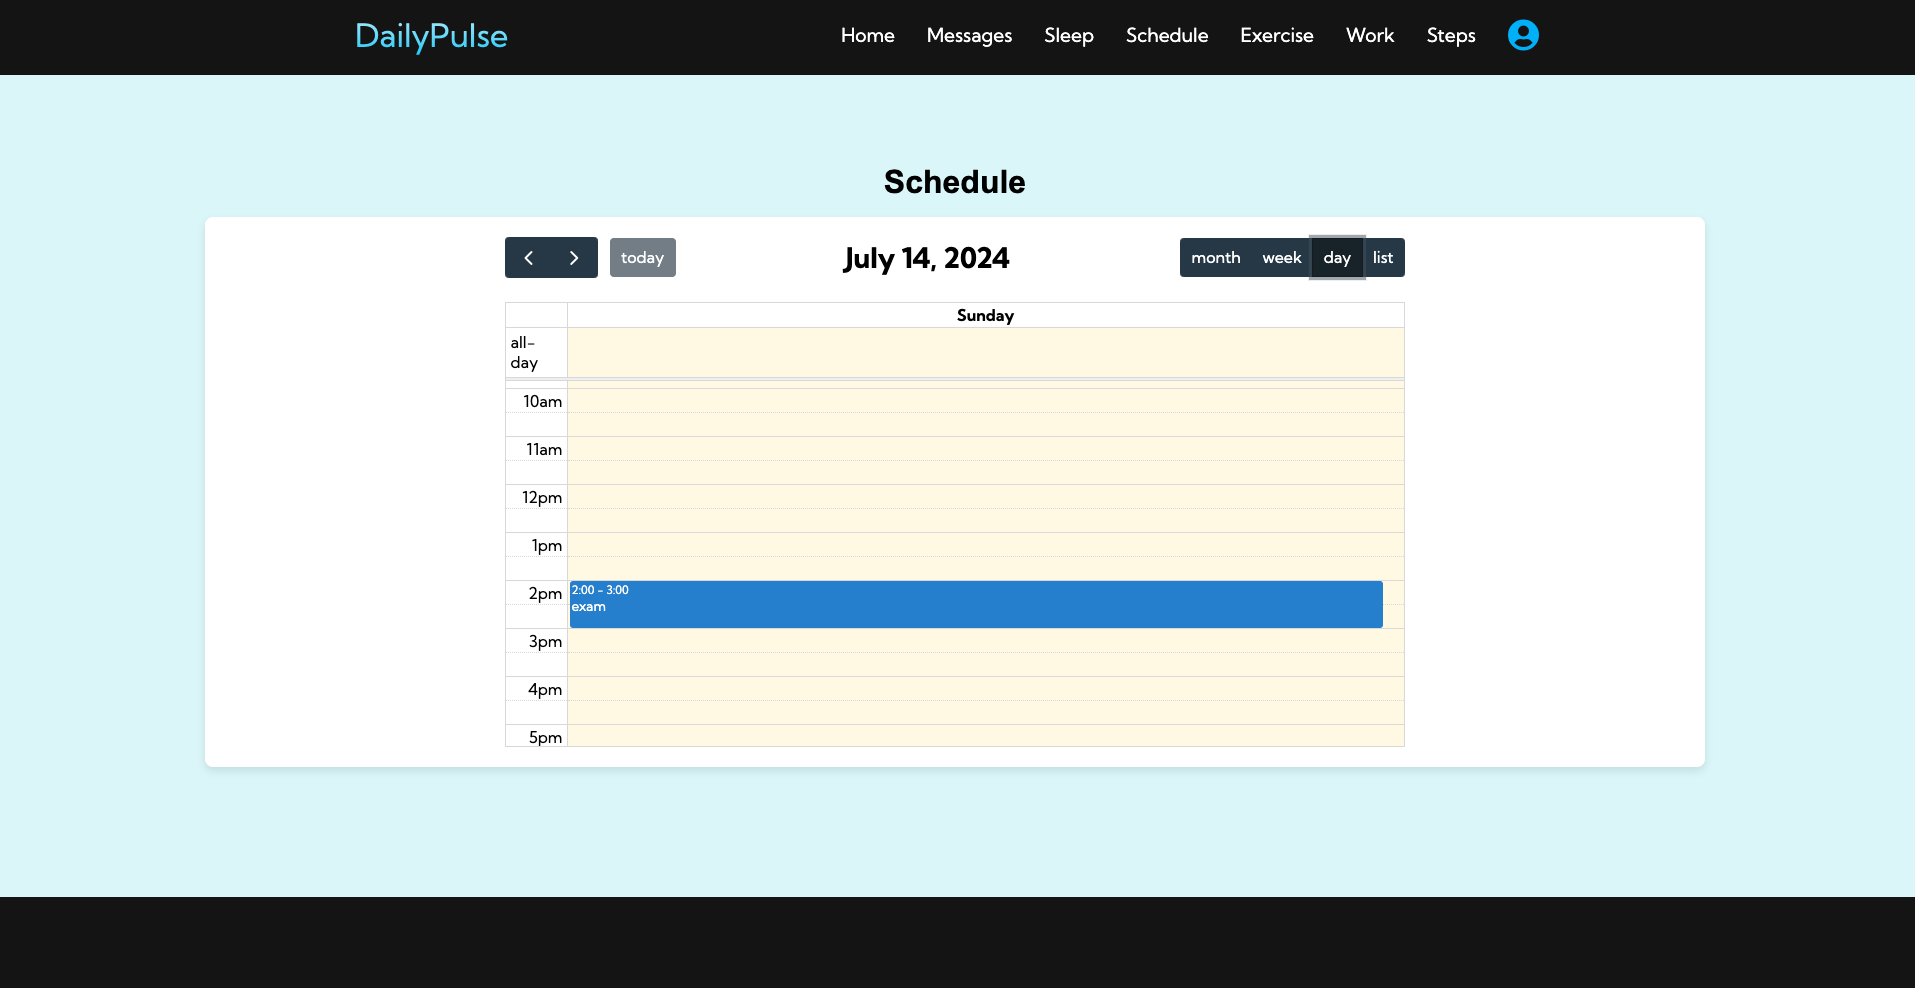 DailyPulse
Home Messages Sleep Schedule Exercise Work Steps
Schedule
today
July 14, 2024
month week day list
Sunday
all-
day
10am
11am
12pm
1pm
2pm
2:00 - 3:00
exam
3pm
4pm
5pm